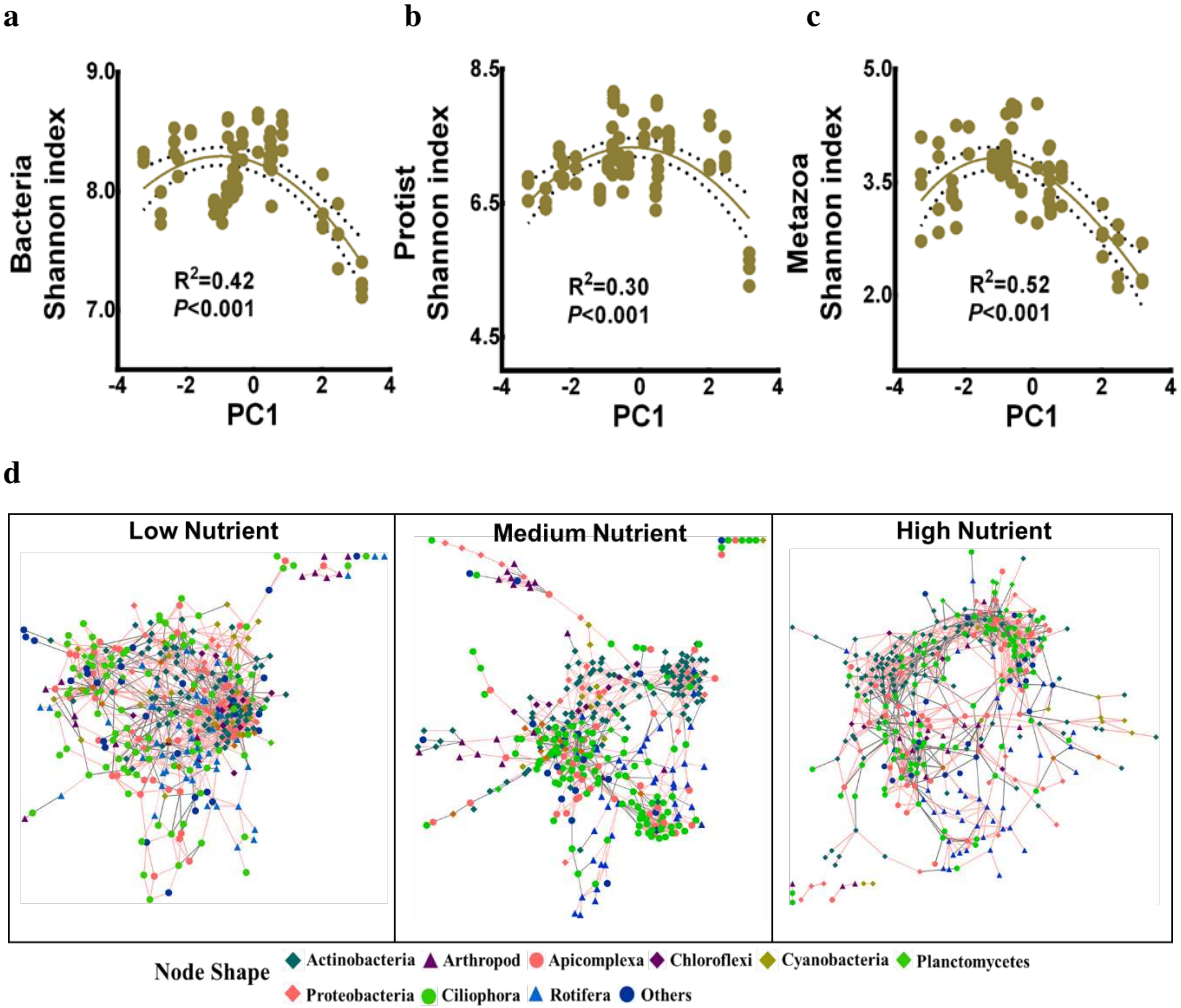 a
b
c
9.0
8.0
7.0
Bacteria
Shannon index
R²=0.42
P<0.001
-4
-2
0
2
4
PC1
8.5
6.5
4.5
Protist
Shannon index
R²=0.30
P<0.001
-4
-2
0
2
4
PC1
5.0
3.5
2.0
Metazoa
Shannon index
R²=0.52
P<0.001
-4
-2
0
2
4
PC1
d
Low Nutrient
Medium Nutrient
High Nutrient
Node Shape
Actinobacteria
Arthropod
Apicomplexa
Chloroflexi
Cyanobacteria
Planctomycetes
Proteobacteria
Ciliophora
Rotifera
Others